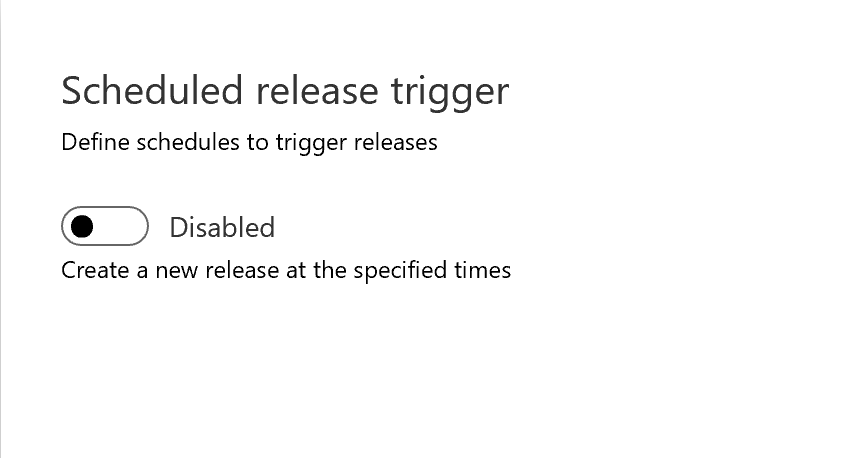 Scheduled release trigger
Define schedules to trigger releases
Disabled
Create a new release at the specified times